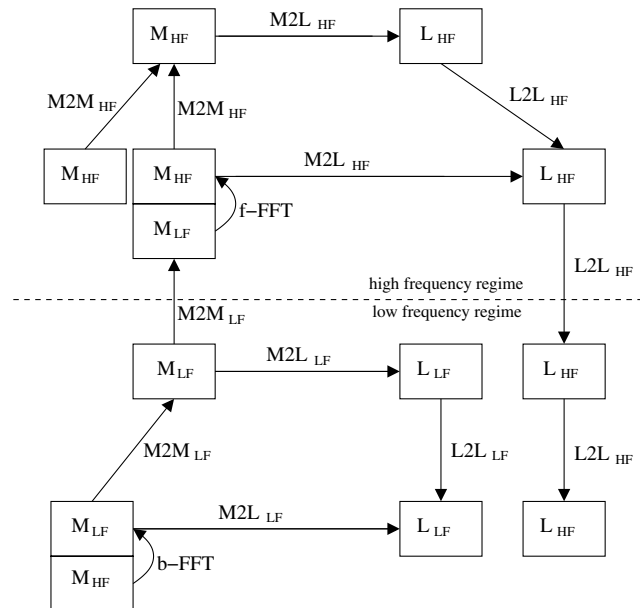 M HF
M2L HF
L HF
M2M HF
M2M HF
L2L HF
M HF
M HF
M2L HF
L HF
M LF
f−FFT
high frequency regime
L2L HF
low frequency regime
M2M LF
M LF
M2L LF
L LF
L HF
M2M LF
L2L LF
L2L HF
M LF
M2L LF
L LF
L HF
M HF
b−FFT